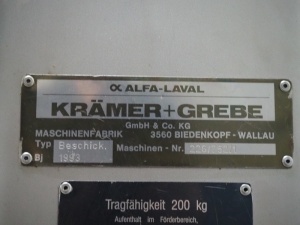 α ALFA-LAVAL
KRÄMER+GREBE
GmbH & Co. KG
MASCHINENFABRIK 3560 BIEDENKOPF - WALLAU
Typ Beschick. Maschinen - Nr.
Bj 1993
Tragfähigkeit 200 kg
Aufenthalt im Förderbereich,